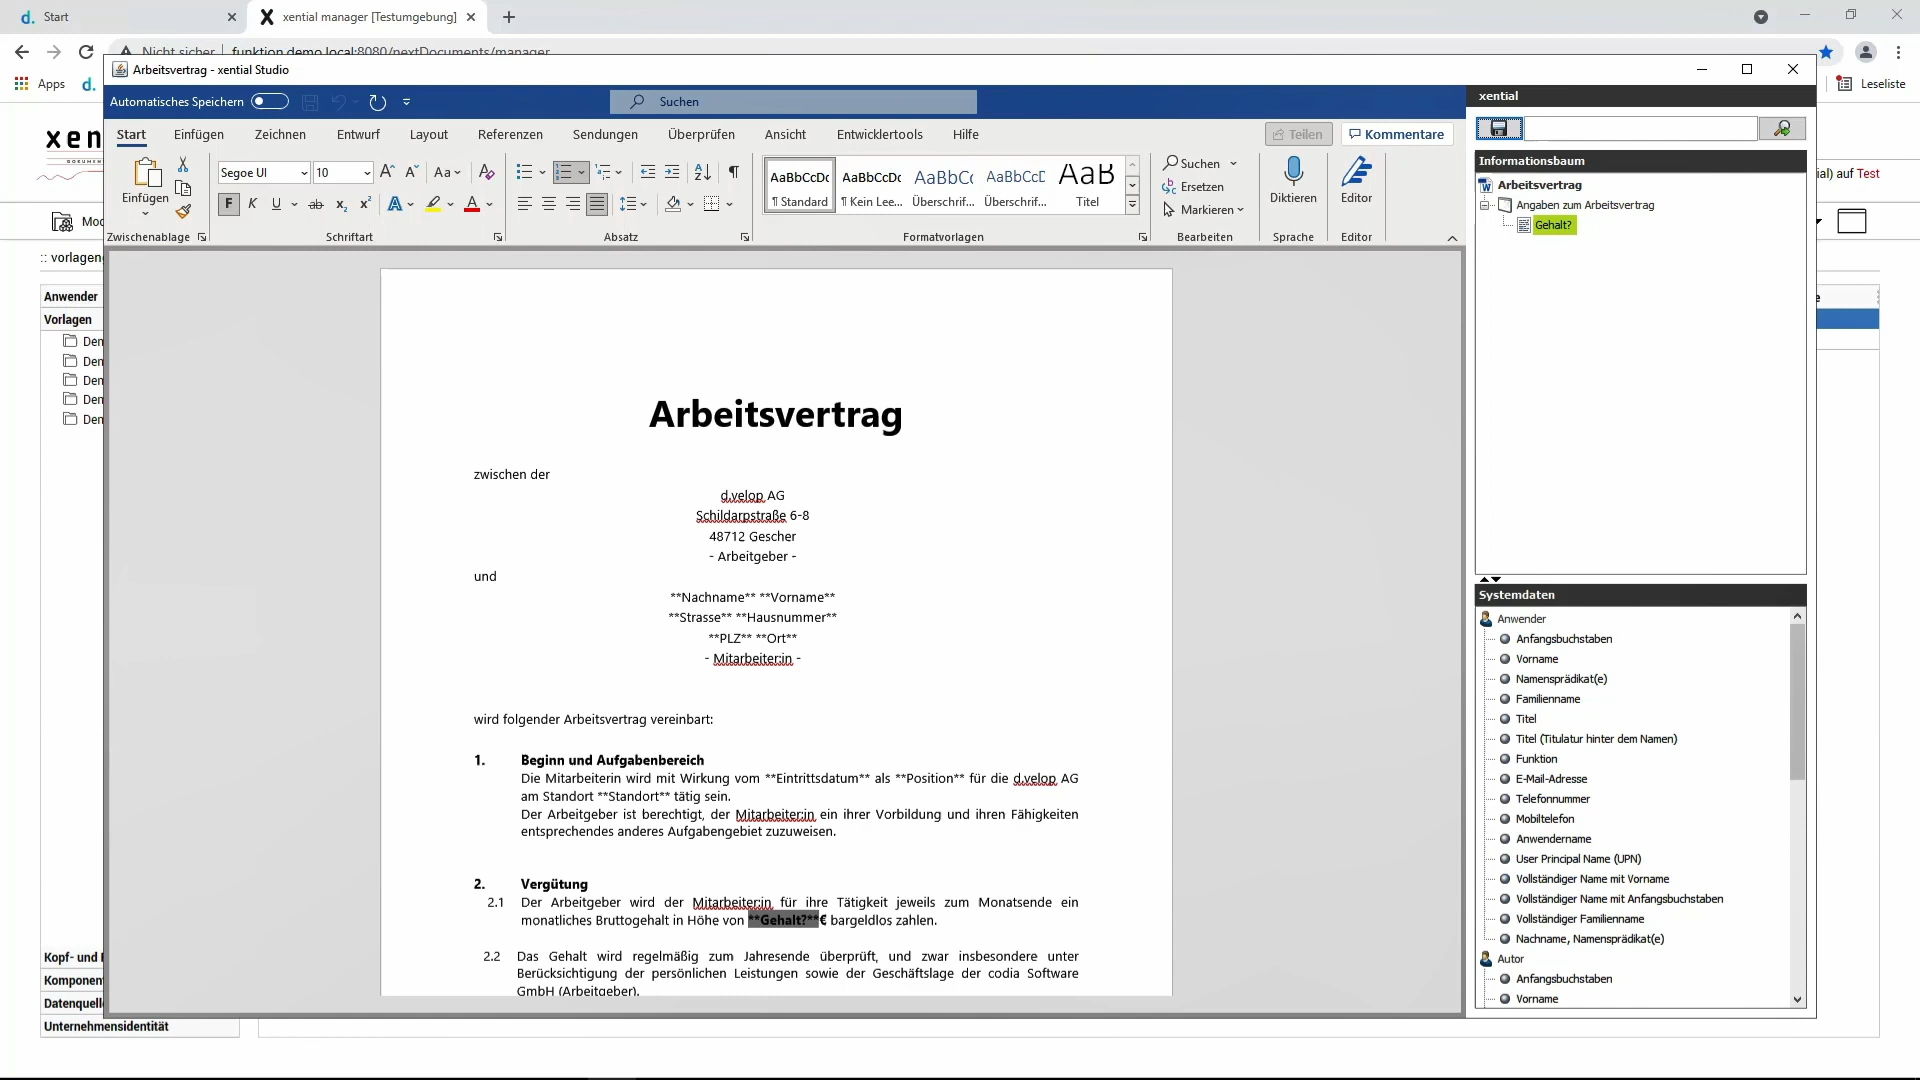 Start
xential manager [Testumgebung]
Nicht sicher funktion.demo.local:8080/nextDocuments/manager
Apps
d.
Leseliste
Arbeitsvertrag - xential Studio
Automatisches Speichern
Suchen
Start Einfügen Zeichnen Entwurf Layout Referenzen Sendungen Überprüfen Ansicht Entwicklertools Hilfe
Teilen Kommentare
Einfügen
Segoe UI 10
Aa
F K U ab x₂ x² A A
AaBbCcDc AaBbCcDc AaBbCc AaBbCcD AaB
¶ Standard ¶ Kein Lee... Überschrif... Überschrif... Titel
Suchen
Ersetzen
Markieren
Diktieren
Editor
Zwischenablage Schriftart Absatz Formatvorlagen Bearbeiten Sprache Editor
xen
ial) auf Test
Moc
:: vorlagen
Anwender
Vorlagen
Den
Den
Den
Den
Den
Kopf- und F
Komponen
Datenquell
Unternehmensidentität
Arbeitsvertrag
zwischen der
d.velop AG
Schildarpstraße 6-8
48712 Gescher
- Arbeitgeber -
und
**Nachname** **Vorname**
**Strasse** **Hausnummer**
**PLZ** **Ort**
- Mitarbeiter:in -
wird folgender Arbeitsvertrag vereinbart:
1. Beginn und Aufgabenbereich
Die Mitarbeiterin wird mit Wirkung vom **Eintrittsdatum** als **Position** für die d.velop AG
am Standort **Standort** tätig sein.
Der Arbeitgeber ist berechtigt, der Mitarbeiter:in ein ihrer Vorbildung und ihren Fähigkeiten
entsprechendes anderes Aufgabengebiet zuzuweisen.
2. Vergütung
2.1 Der Arbeitgeber wird der Mitarbeiter:in für ihre Tätigkeit jeweils zum Monatsende ein
monatliches Bruttogehalt in Höhe von **Gehalt?**€ bargeldlos zahlen.
2.2 Das Gehalt wird regelmäßig zum Jahresende überprüft, und zwar insbesondere unter
Berücksichtigung der persönlichen Leistungen sowie der Geschäftslage der codia Software
GmbH (Arbeitgeber).
xential
Informationsbaum
Arbeitsvertrag
Angaben zum Arbeitsvertrag
Gehalt?
Systemdaten
Anwender
Anfangsbuchstaben
Vorname
Namensprädikat(e)
Familienname
Titel
Titel (Titulatur hinter dem Namen)
Funktion
E-Mail-Adresse
Telefonnummer
Mobiltelefon
Anwendername
User Principal Name (UPN)
Vollständiger Name mit Vorname
Vollständiger Name mit Anfangsbuchstaben
Vollständiger Familienname
Nachname, Namensprädikat(e)
Autor
Anfangsbuchstaben
Vorname